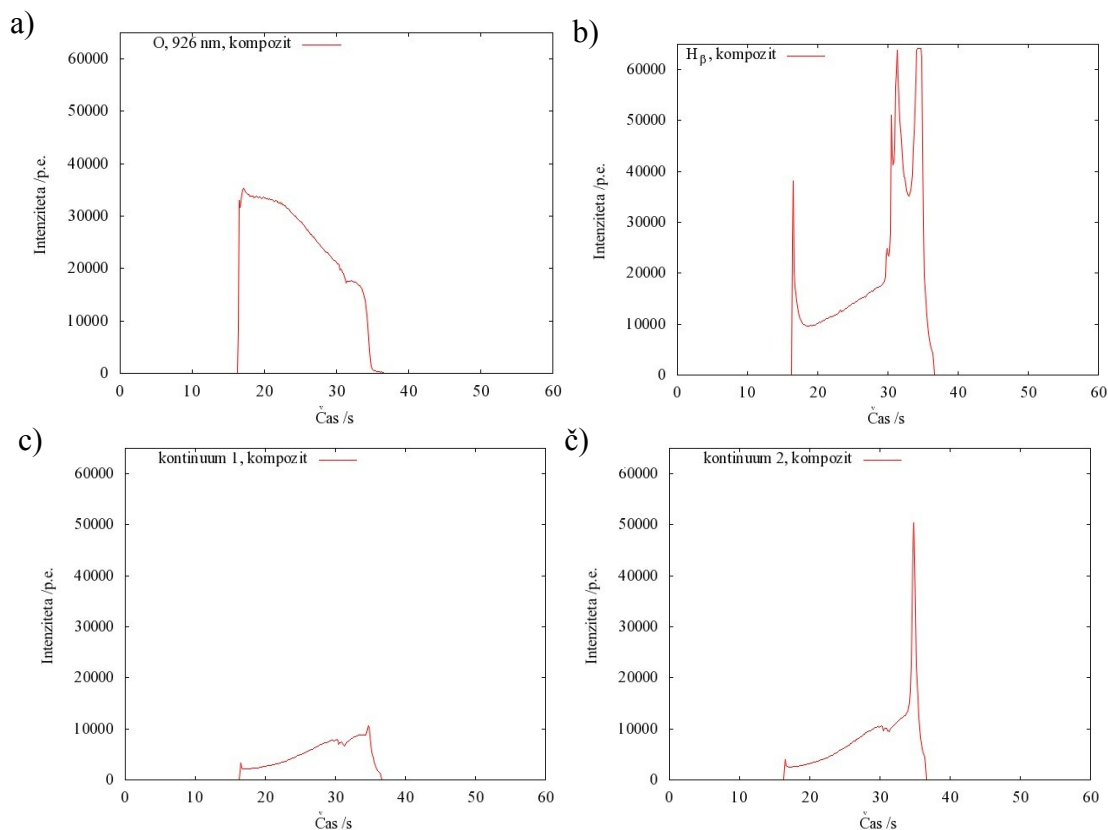 a)
O, 926 nm, kompozit
60000
50000
40000
30000
20000
10000
0
Intenziteta /p.e.
0 10 20 30 40 50 60
Čas /s
b)
Hβ, kompozit
60000
50000
40000
30000
20000
10000
0
Intenziteta /p.e.
0 10 20 30 40 50 60
Čas /s
c)
kontinuum 1, kompozit
60000
50000
40000
30000
20000
10000
0
Intenziteta /p.e.
0 10 20 30 40 50 60
Čas /s
č)
kontinuum 2, kompozit
60000
50000
40000
30000
20000
10000
0
Intenziteta /p.e.
0 10 20 30 40 50 60
Čas /s